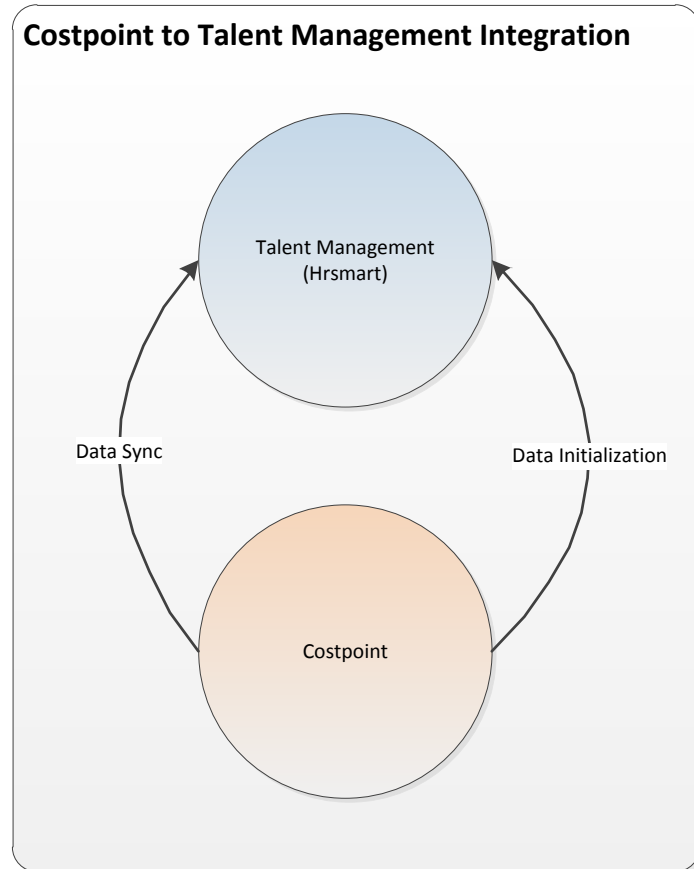 Costpoint to Talent Management Integration
Talent Management
(Hrsmart)
Data Sync
Data Initialization
Costpoint